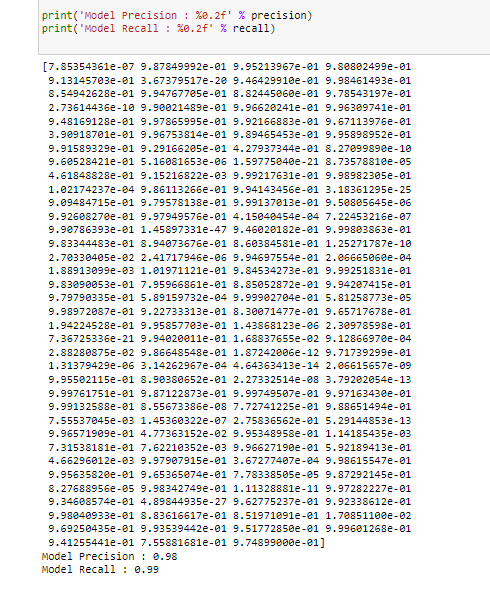 print('Model Precision : %0.2f' % precision)
print('Model Recall : %0.2f' % recall)
[7.85354361e-07 9.87849992e-01 9.95213967e-01 9.80802499e-01
9.13145703e-01 3.67379517e-20 9.46429910e-01 9.98461493e-01
8.54942628e-01 9.94767705e-01 8.82445060e-01 9.78543197e-01
2.73614436e-10 9.90021489e-01 9.96620241e-01 9.96309741e-01
9.48169128e-01 9.97865995e-01 9.92166883e-01 9.67113976e-01
3.90918701e-01 9.96753814e-01 9.89465453e-01 9.95898952e-01
9.91589329e-01 9.29166205e-01 4.27937344e-01 8.27099890e-10
9.60528421e-01 5.16081653e-06 1.59775040e-21 8.73578810e-05
4.61848828e-01 9.15216822e-03 9.99217631e-01 9.98982305e-01
1.02174237e-04 9.86113266e-01 9.94143456e-01 3.18361295e-25
9.09484715e-01 9.79578138e-01 9.99137013e-01 9.50805645e-06
9.92608270e-01 9.97949576e-01 4.15040454e-04 7.22453216e-07
9.90786393e-01 1.45897331e-47 9.46020182e-01 9.99803863e-01
9.83344483e-01 8.94073676e-01 8.60384581e-01 1.25271787e-10
2.70330405e-02 2.41717946e-06 9.94697554e-01 2.06665060e-04
1.88913099e-03 1.01971121e-01 9.84534273e-01 9.99251831e-01
9.83090053e-01 7.95966861e-01 8.85052872e-01 9.94207415e-01
9.79790335e-01 5.89159732e-04 9.99902704e-01 5.81258773e-05
9.98972087e-01 9.22733313e-01 8.30071477e-01 9.65717678e-01
1.94224528e-01 9.95857703e-01 1.43868123e-06 2.30978598e-01
7.36725336e-21 9.94020011e-01 1.68837655e-02 9.12866970e-04
2.88280875e-02 9.86648548e-01 1.87242006e-12 9.71739299e-01
1.31379429e-06 3.14262967e-04 4.64363413e-14 2.06615657e-09
9.95502115e-01 8.90380652e-01 2.27332514e-08 3.79202054e-13
9.99761751e-01 9.87122873e-01 9.99749507e-01 9.97163430e-01
9.99132588e-01 8.55673386e-08 7.72741225e-01 9.88651494e-01
7.55537045e-03 1.45360322e-07 2.75836562e-01 5.29144853e-13
9.96571909e-01 4.77363152e-02 9.95348958e-01 1.14185435e-03
7.31538181e-01 7.62210352e-03 9.96627190e-01 5.92189413e-01
4.66296012e-03 9.97907915e-01 3.67277407e-04 9.98615547e-01
9.95635820e-01 9.65365074e-01 7.78338505e-05 9.87292145e-01
8.27688956e-05 9.98342749e-01 1.11328881e-11 9.97282227e-01
9.34608574e-01 4.89844935e-27 9.62775237e-01 9.92338612e-01
9.98040933e-01 8.83616617e-01 8.51971091e-01 1.70851100e-02
9.69250435e-01 9.93539442e-01 9.51772850e-01 9.99601268e-01
9.41255441e-01 7.55881681e-01 9.74899000e-01]
Model Precision : 0.98
Model Recall : 0.99